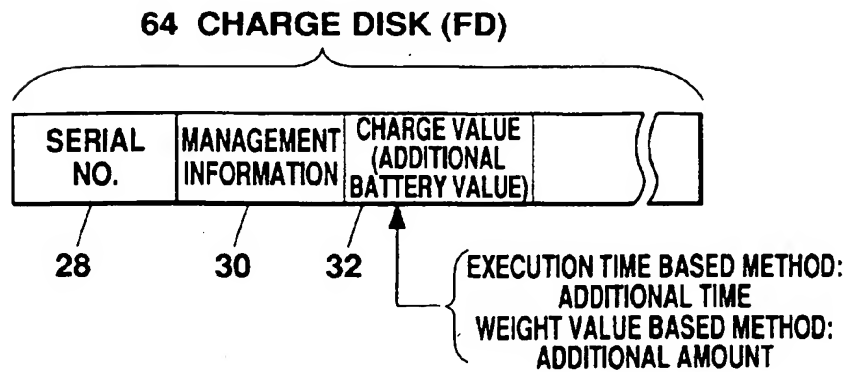 64 CHARGE DISK (FD)
SERIAL NO.
MANAGEMENT INFORMATION
CHARGE VALUE
(ADDITIONAL
BATTERY VALUE)
28
30
32
EXECUTION TIME BASED METHOD:
ADDITIONAL TIME
WEIGHT VALUE BASED METHOD:
ADDITIONAL AMOUNT